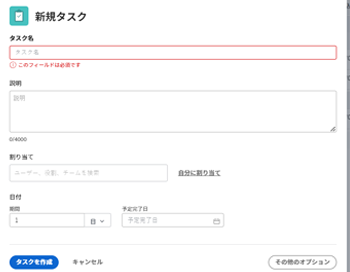 新規タスク
タスク名
タスク名
このフィールドは必須です
説明
説明
0/4000
割り当て
ユーザー、役割、チームを検索
自分に割り当て
日付
期間
予定完了日
1
日
予定完了日
タスクを作成
キャンセル
その他のオプション